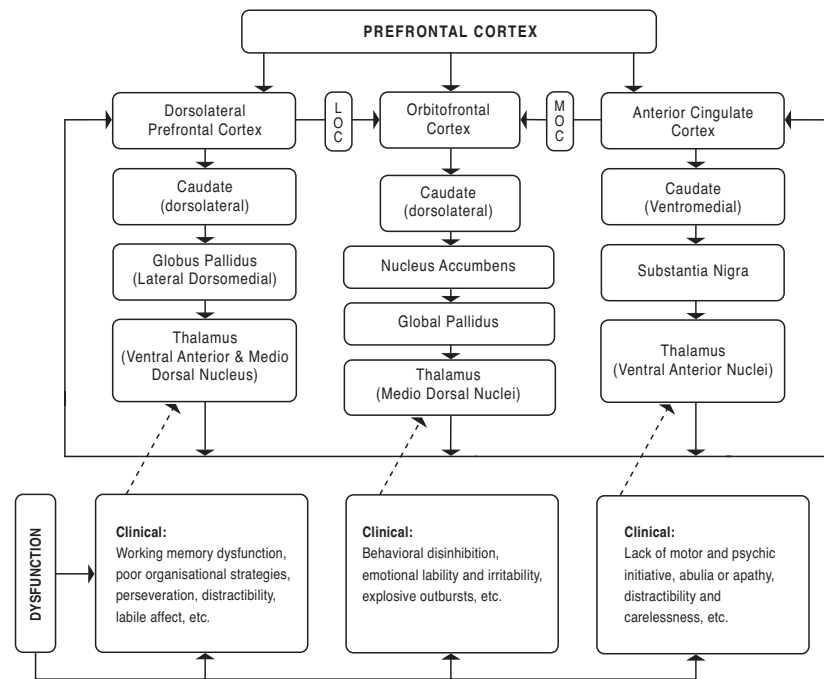 PREFRONTAL CORTEX
Dorsolateral
Prefrontal Cortex
LOC
Orbitofrontal
Cortex
MOC
Anterior Cingulate
Cortex
Caudate
(dorsolateral)
Caudate
(dorsolateral)
Caudate
(Ventromedial)
Globus Pallidus
(Lateral Dorsomedial)
Nucleus Accumbens
Substantia Nigra
Global Pallidus
Thalamus
(Ventral Anterior & Medio
Dorsal Nucleus)
Thalamus
(Medio Dorsal Nuclei)
Thalamus
(Ventral Anterior Nuclei)
DYSFUNCTION
Clinical:
Working memory dysfunction,
poor organisational strategies,
perseveration, distractibility,
labile affect, etc.
Clinical:
Behavioral disinhibition,
emotional lability and irritability,
explosive outbursts, etc.
Clinical:
Lack of motor and psychic
initiative, abulia or apathy,
distractibility and
carelessness, etc.